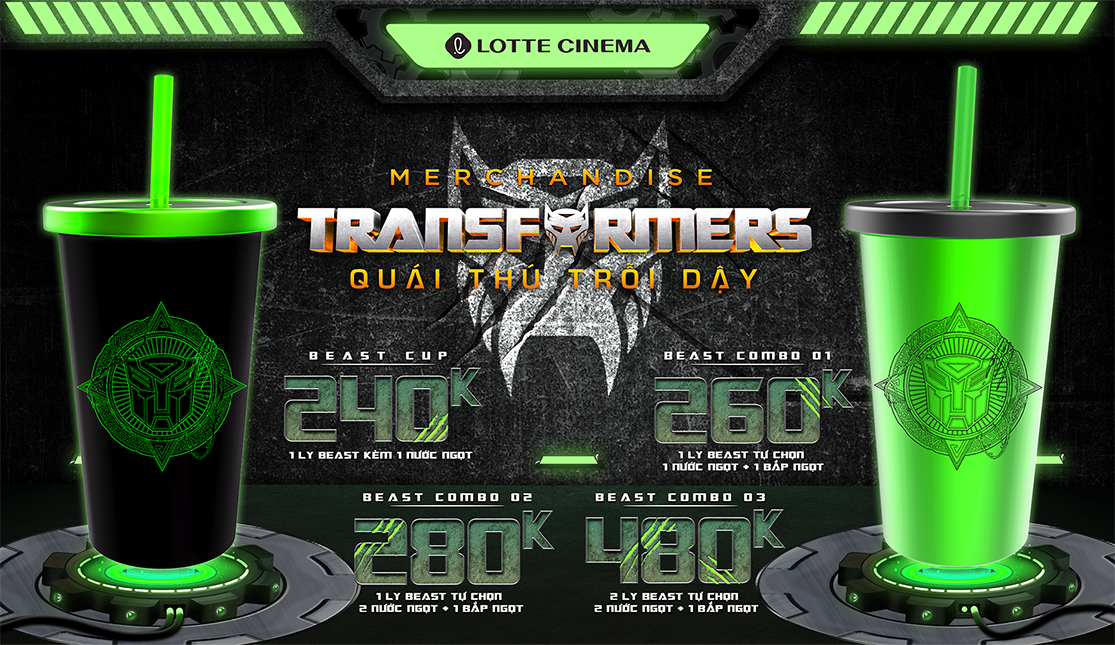 LOTTE CINEMA
MERCHANDISE
TRANSFORMERS
QUÁI THÚ TRỖI DẬY
BEAST CUP
240K
1 LY BEAST KÈM 1 NƯỚC NGỌT
BEAST COMBO 01
260K
1 LY BEAST TỰ CHỌN
1 NƯỚC NGỌT + 1 BẮP NGỌT
BEAST COMBO 02
280K
1 LY BEAST TỰ CHỌN
2 NƯỚC NGỌT + 1 BẮP NGỌT
BEAST COMBO 03
480K
2 LY BEAST TỰ CHỌN
2 NƯỚC NGỌT + 1 BẮP NGỌT